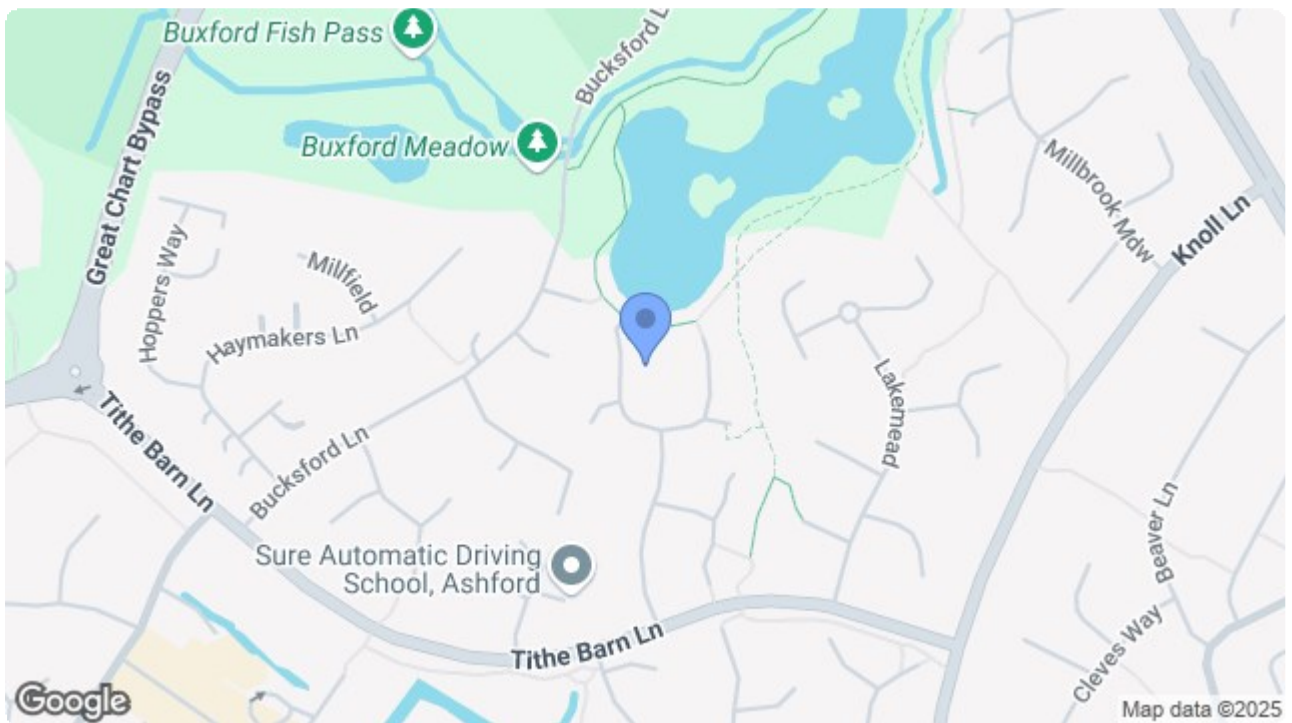 Buxford Fish Pass
Bucksford L
Great Chart Bypass
Buxford Meadow
Millbrook Mdw
Knoll Ln
Hoppers Way
Millfield
Haymakers Ln
Lakemead
Tithe Barn Ln
Bucksford Ln
Sure Automatic Driving
School, Ashford
Beaver Ln
Tithe Barn Ln
Cleves Way
Google
Map data ©2025